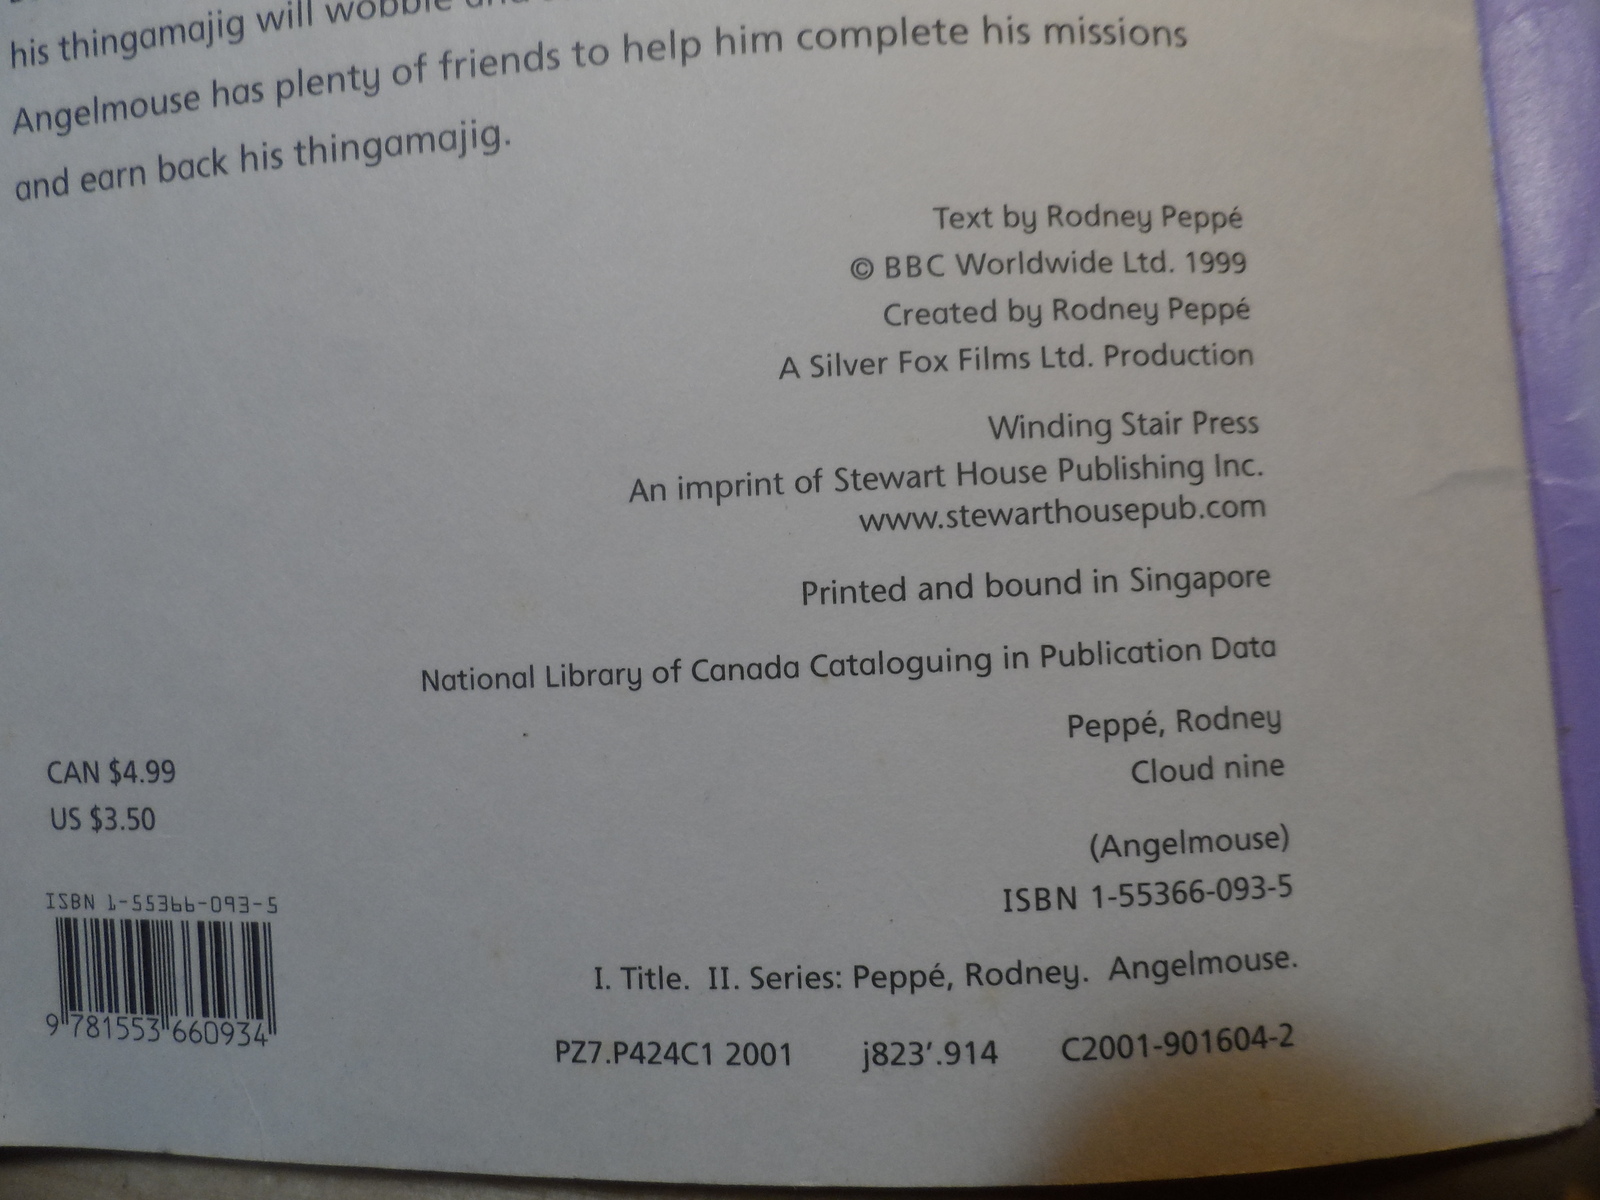 his thingamajig will wobble and
Angelmouse has plenty of friends to help him complete his missions
and earn back his thingamajig.
Text by Rodney Peppé
© BBC Worldwide Ltd. 1999
Created by Rodney Peppé
A Silver Fox Films Ltd. Production
Winding Stair Press
An imprint of Stewart House Publishing Inc.
www.stewarthousepub.com
Printed and bound in Singapore
National Library of Canada Cataloguing in Publication Data
Peppé, Rodney
Cloud nine
(Angelmouse)
ISBN 1-55366-093-5
I. Title. II. Series: Peppé, Rodney. Angelmouse.
PZ7.P424C1 2001 j823'.914 C2001-901604-2
CAN $4.99
US $3.50
ISBN 1-55366-093-5
9 781553 660934